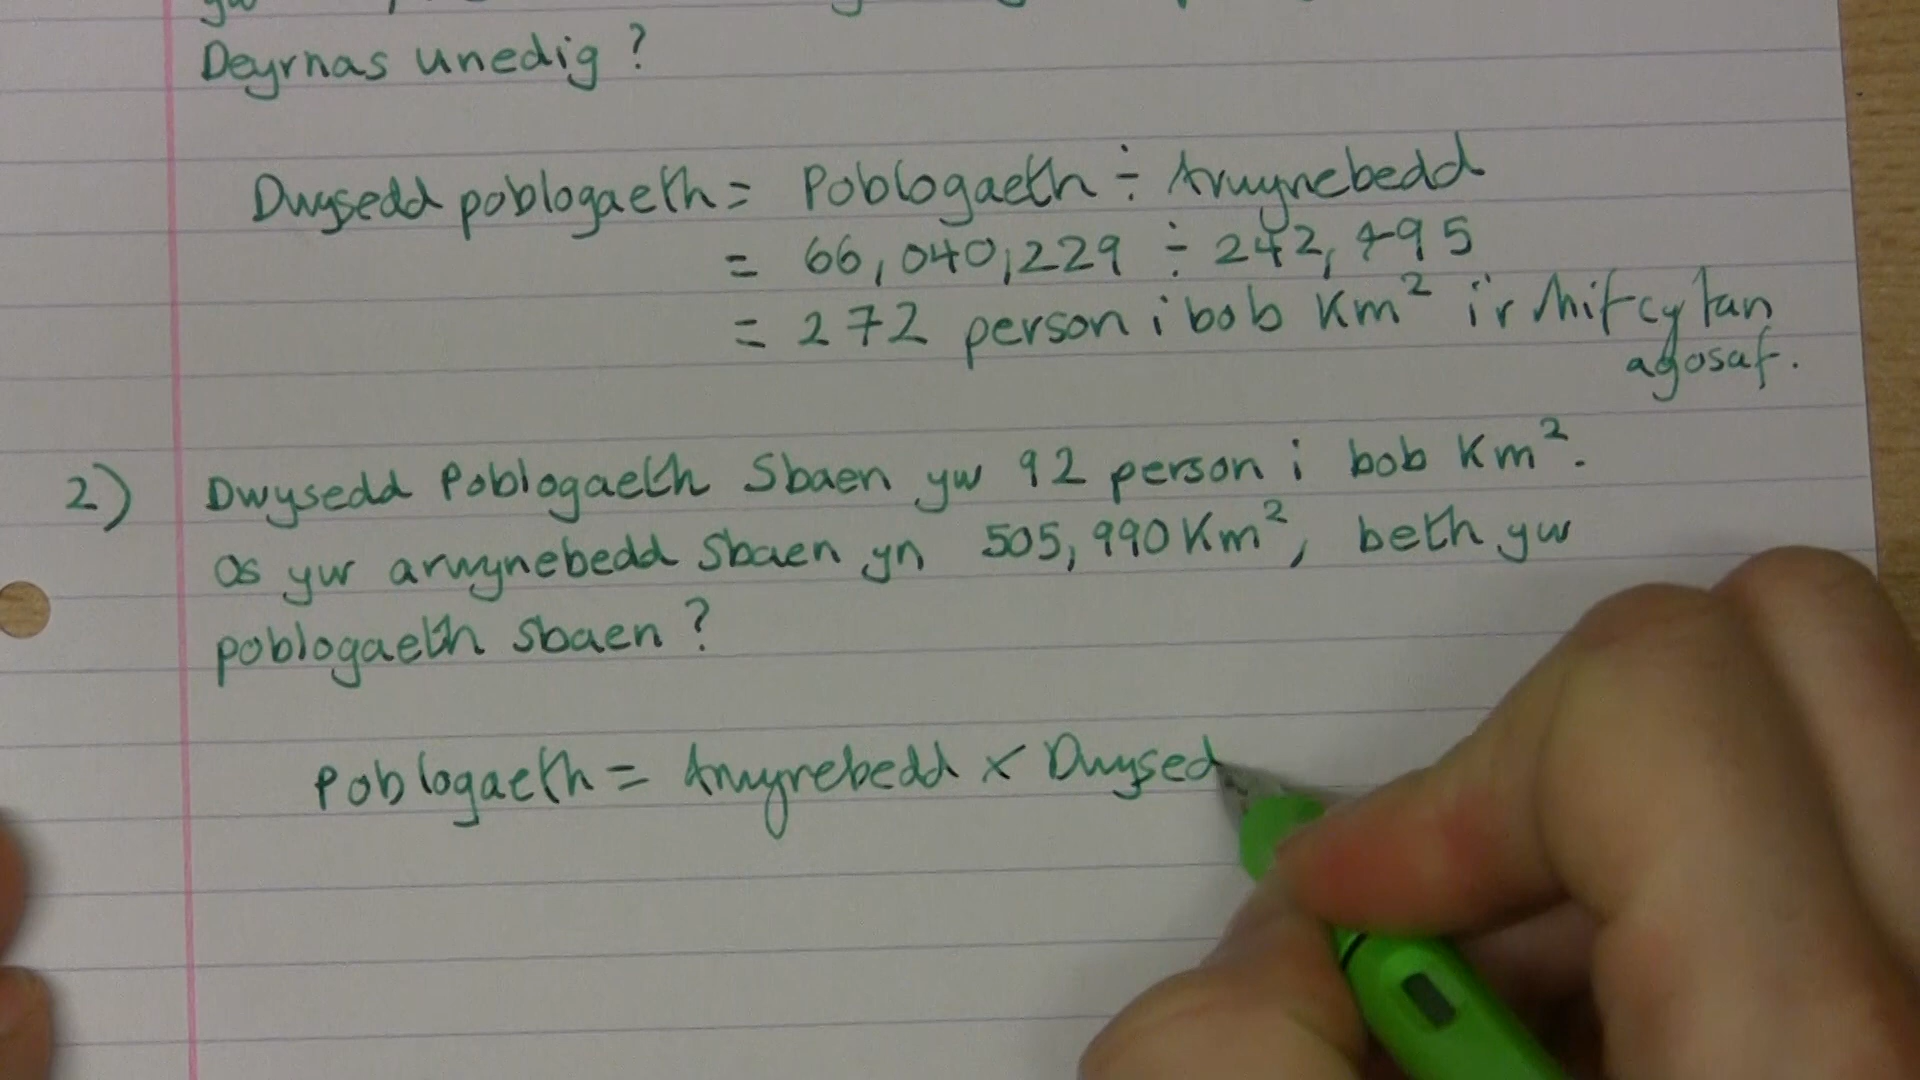 Deyrnas unedig ?
Dwysedd poblogaeth = Poblogaeth ÷ Arwynebedd
= 66,040,229 ÷ 242,495
= 272 person i bob Km² i'r rhif cyfan
agosaf.
2) Dwysedd Poblogaeth Sbaen yw 92 person i bob Km².
Os yw arwynebedd Sbaen yn 505,990 Km², beth yw
poblogaeth Sbaen ?
Poblogaeth = Arwynebedd × Dwysed